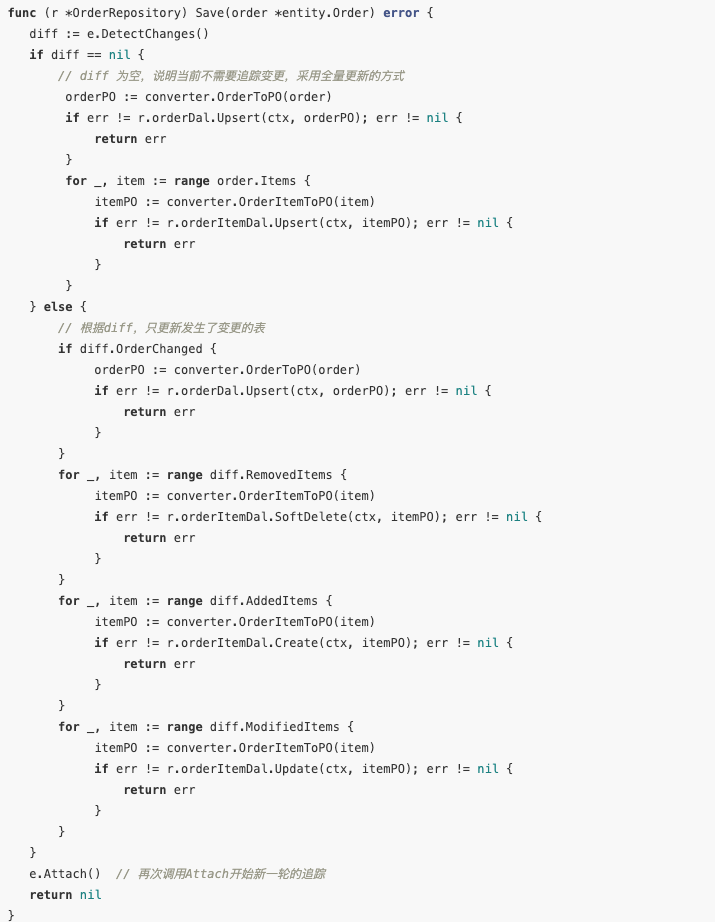 func (r *OrderRepository) Save(order *entity.Order) error {
   diff := e.DetectChanges()
   if diff == nil {
       // diff 为空，说明当前不需要追踪变更，采用全量更新的方式
        orderPO := converter.OrderToPO(order)
        if err != r.orderDal.Upsert(ctx, orderPO); err != nil {
            return err
        }
        for _, item := range order.Items {
            itemPO := converter.OrderItemToPO(item)
            if err != r.orderItemDal.Upsert(ctx, itemPO); err != nil {
                return err
            }
        }
   } else {
       // 根据diff，只更新发生了变更的表
       if diff.OrderChanged {
            orderPO := converter.OrderToPO(order)
            if err != r.orderDal.Upsert(ctx, orderPO); err != nil {
                return err
            }
       }
       for _, item := range diff.RemovedItems {
            itemPO := converter.OrderItemToPO(item)
            if err != r.orderItemDal.SoftDelete(ctx, itemPO); err != nil {
                return err
            }
       }
       for _, item := range diff.AddedItems {
            itemPO := converter.OrderItemToPO(item)
            if err != r.orderItemDal.Create(ctx, itemPO); err != nil {
                return err
            }
       }
       for _, item := range diff.ModifiedItems {
            itemPO := converter.OrderItemToPO(item)
            if err != r.orderItemDal.Update(ctx, itemPO); err != nil {
                return err
            }
       }
   }
   e.Attach()  // 再次调用Attach开始新一轮的追踪
   return nil
}